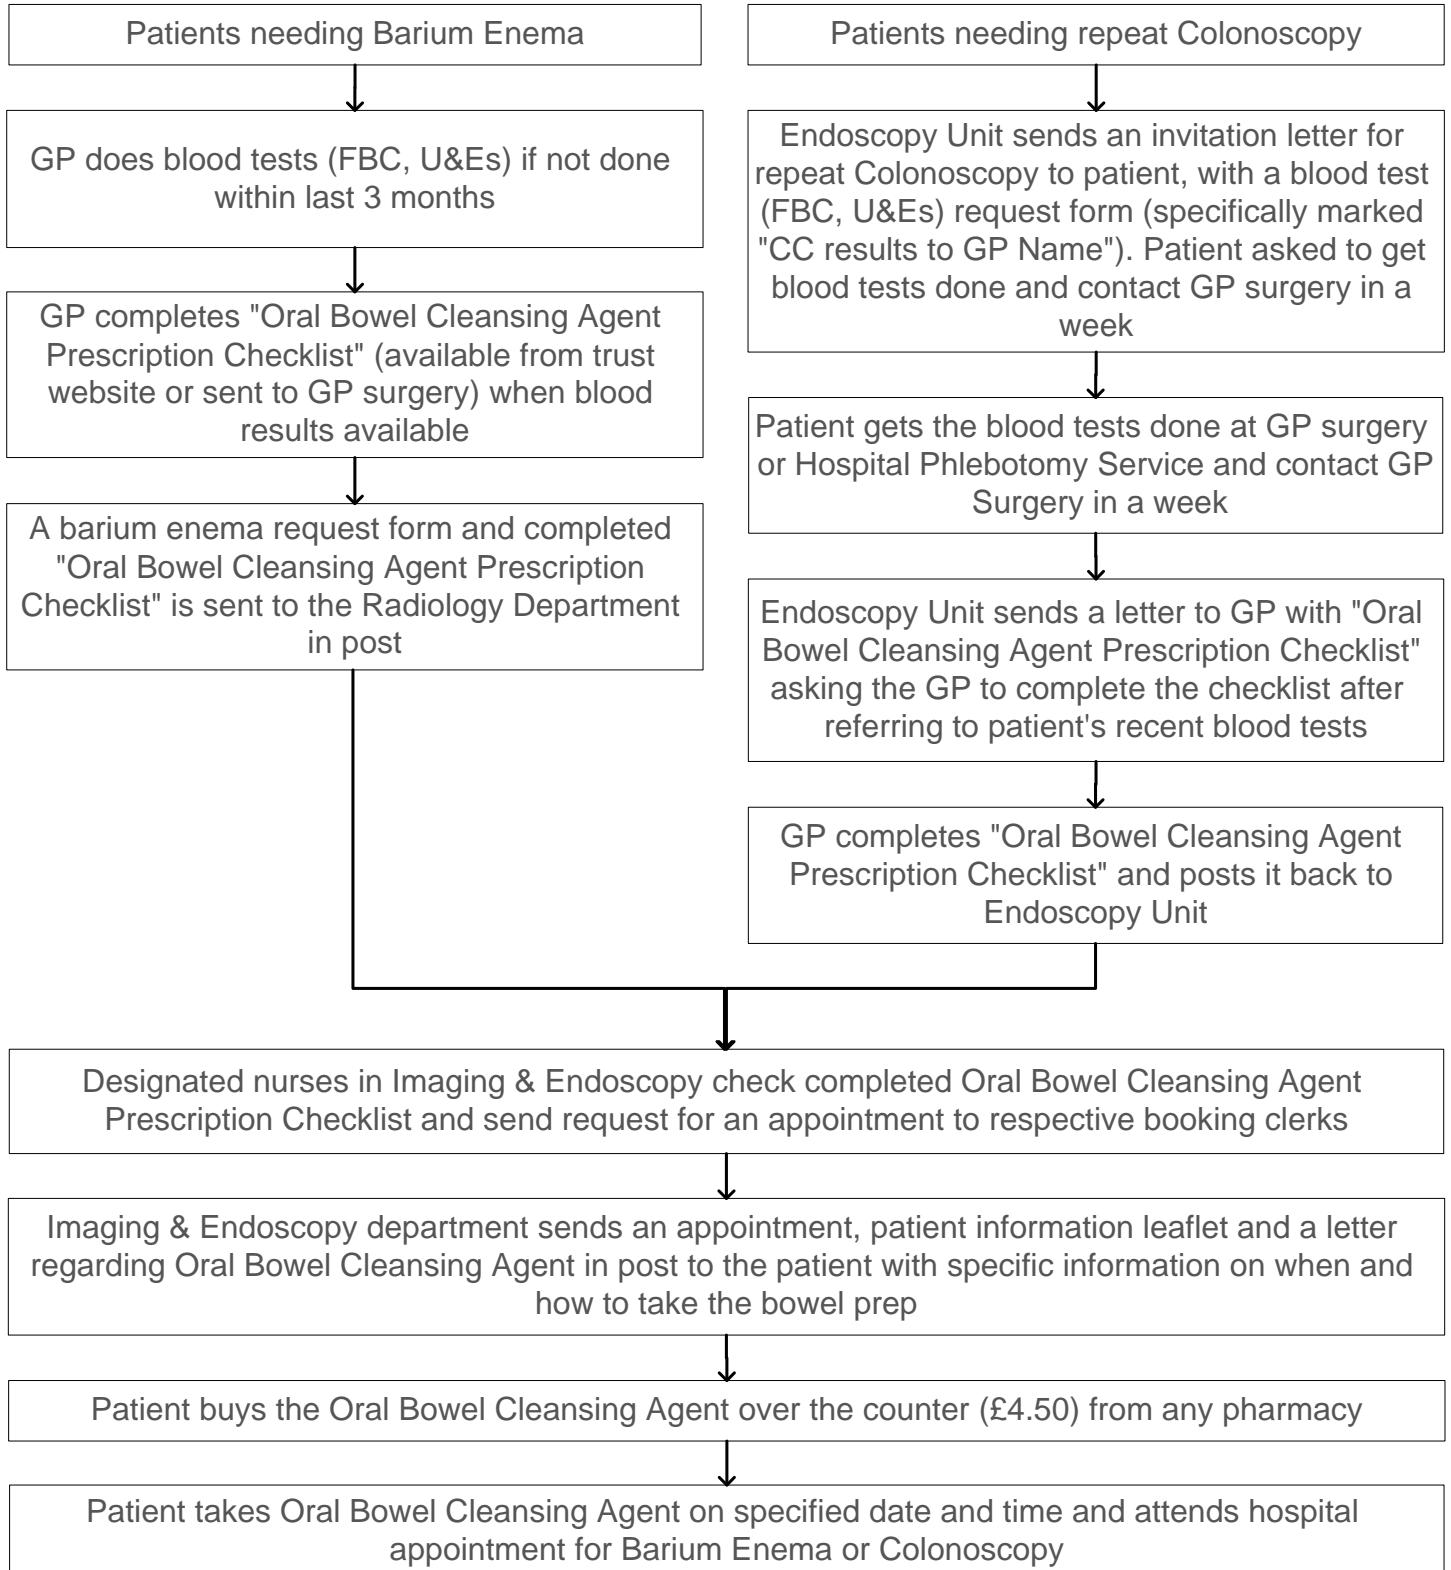 Patients needing Barium Enema
GP does blood tests (FBC, U&Es) if not done
within last 3 months
GP completes "Oral Bowel Cleansing Agent
Prescription Checklist" (available from trust
website or sent to GP surgery) when blood
results available
A barium enema request form and completed
"Oral Bowel Cleansing Agent Prescription
Checklist" is sent to the Radiology Department
in post
Patients needing repeat Colonoscopy
Endoscopy Unit sends an invitation letter for
repeat Colonoscopy to patient, with a blood test
(FBC, U&Es) request form (specifically marked
"CC results to GP Name"). Patient asked to get
blood tests done and contact GP surgery in a
week
Patient gets the blood tests done at GP surgery
or Hospital Phlebotomy Service and contact GP
Surgery in a week
Endoscopy Unit sends a letter to GP with "Oral
Bowel Cleansing Agent Prescription Checklist"
asking the GP to complete the checklist after
referring to patient's recent blood tests
GP completes "Oral Bowel Cleansing Agent
Prescription Checklist" and posts it back to
Endoscopy Unit
Designated nurses in Imaging & Endoscopy check completed Oral Bowel Cleansing Agent
Prescription Checklist and send request for an appointment to respective booking clerks
Imaging & Endoscopy department sends an appointment, patient information leaflet and a letter
regarding Oral Bowel Cleansing Agent in post to the patient with specific information on when and
how to take the bowel prep
Patient buys the Oral Bowel Cleansing Agent over the counter (£4.50) from any pharmacy
Patient takes Oral Bowel Cleansing Agent on specified date and time and attends hospital
appointment for Barium Enema or Colonoscopy